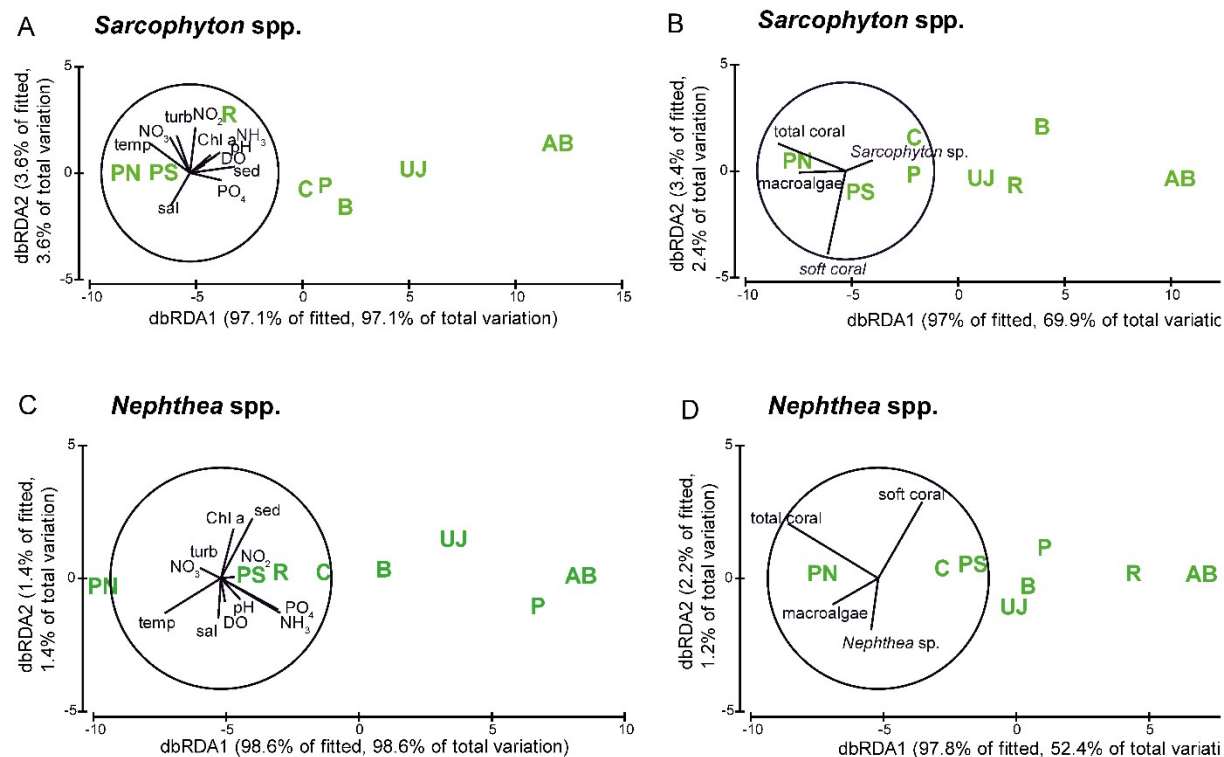 A
Sarcophyton spp.
5
0
-5
-10
-5
0
5
10
15
dbRDA2 (3.6% of fitted,
3.6% of total variation)
dbRDA1 (97.1% of fitted, 97.1% of total variation)
turb
NO2
R
NO3
Chl a
NH3
temp
pH
DO
sed
PO4
sal
PN
PS
C
P
B
UJ
AB
B
Sarcophyton spp.
5
0
-5
-10
-5
0
5
10
dbRDA2 (3.4% of fitted,
2.4% of total variation)
dbRDA1 (97% of fitted, 69.9% of total variatic
total coral
Sarcophyton sp.
macroalgae
soft coral
PN
PS
C
P
UJ
R
B
AB
C
Nephthea spp.
5
0
-5
-10
-5
0
5
10
dbRDA2 (1.4% of fitted,
1.4% of total variation)
dbRDA1 (98.6% of fitted, 98.6% of total variation)
Chl a
sed
turb
NO2
NO3
temp
sal
DO
pH
PO4
NH3
PN
PS
R
C
B
UJ
P
AB
D
Nephthea spp.
5
0
-5
-10
-5
0
5
dbRDA2 (2.2% of fitted,
1.2% of total variation)
dbRDA1 (97.8% of fitted, 52.4% of total variati
soft coral
total coral
macroalgae
Nephthea sp.
PN
C
PS
P
B
UJ
R
AB